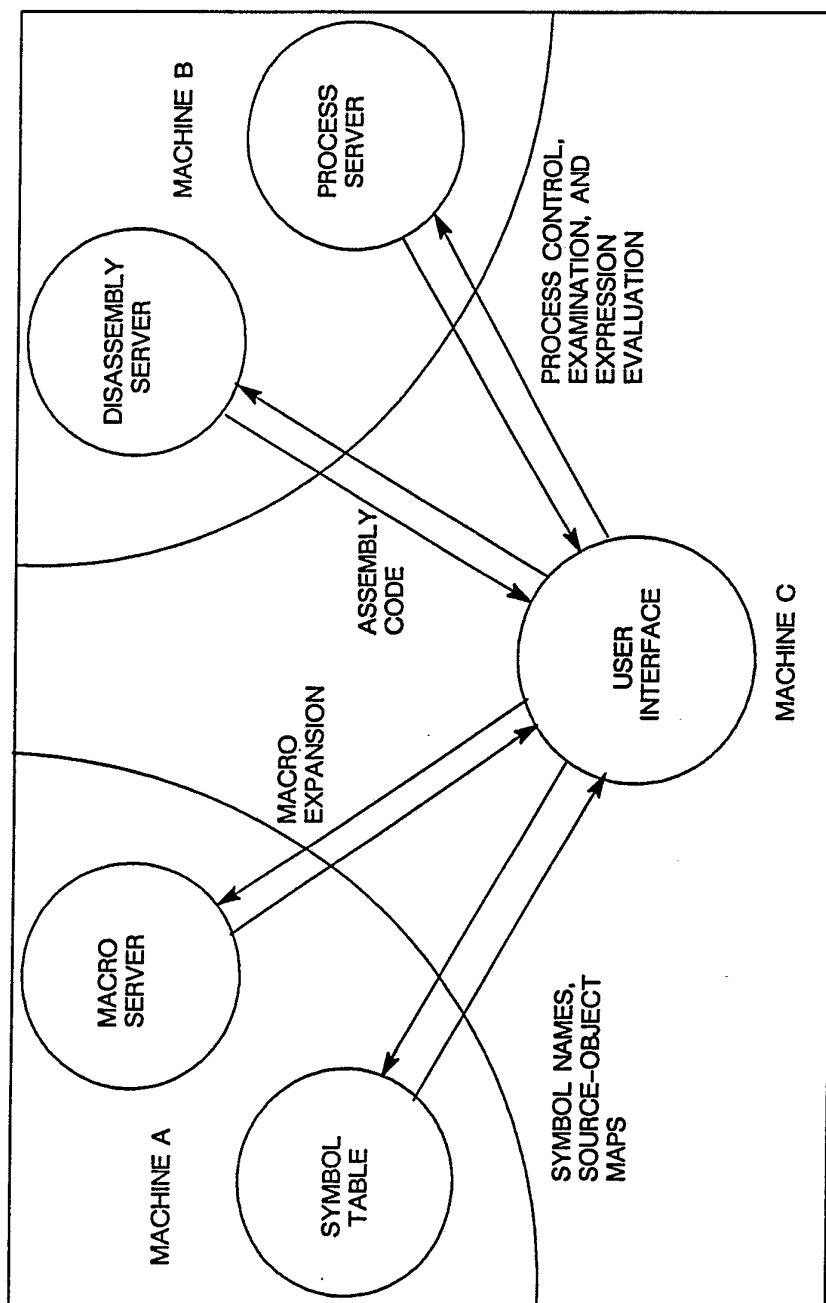 MACHINE A
MACRO
SERVER
SYMBOL
TABLE
MACRO
EXPANSION
SYMBOL NAMES,
SOURCE-OBJECT
MAPS
MACHINE B
DISASSEMBLY
SERVER
PROCESS
SERVER
ASSEMBLY
CODE
PROCESS CONTROL,
EXAMINATION, AND
EXPRESSION
EVALUATION
USER
INTERFACE
MACHINE C